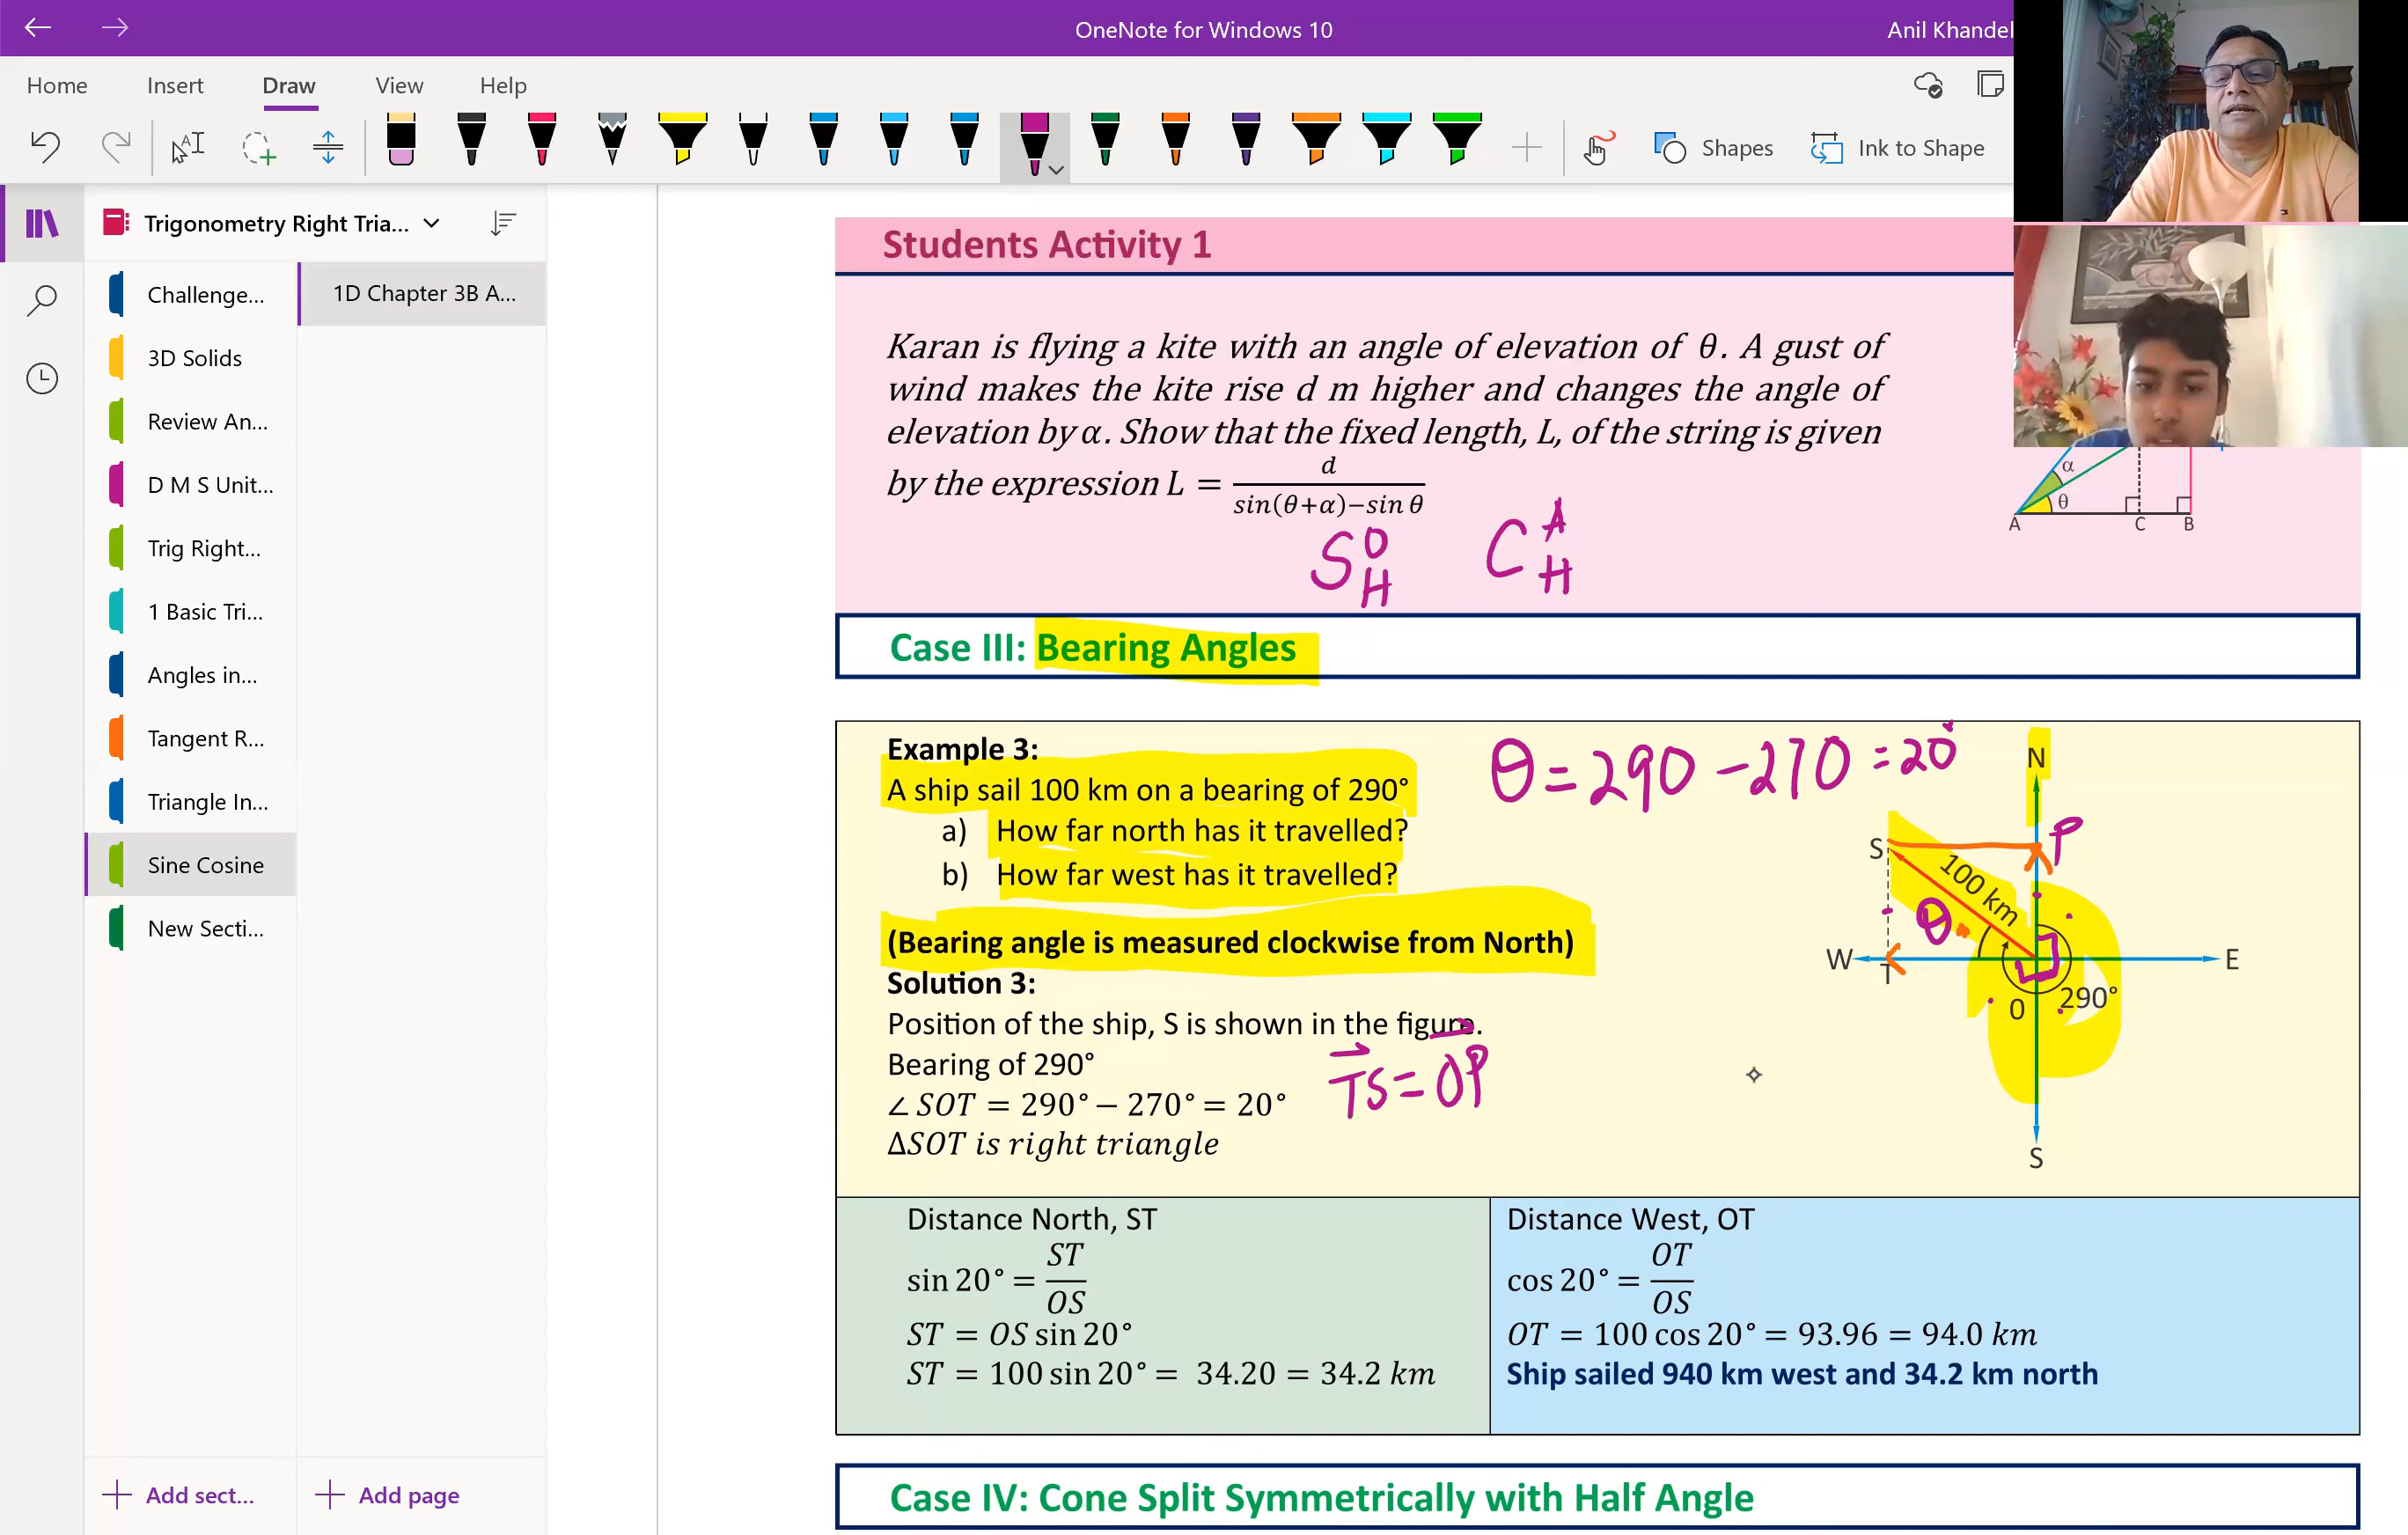 OneNote for Windows 10
Anil Khandel
Home Insert Draw View Help
Shapes
Ink to Shape
Trigonometry Right Tria...
Challenge...
3D Solids
Review An...
D M S Unit...
Trig Right...
1 Basic Tri...
Angles in...
Tangent R...
Triangle In...
Sine Cosine
New Secti...
Add sect...
1D Chapter 3B A...
Add page
Students Activity 1
Karan is flying a kite with an angle of elevation of θ. A gust of
wind makes the kite rise d m higher and changes the angle of
elevation by α. Show that the fixed length, L, of the string is given
by the expression L = d / sin(θ+α)−sin θ
S O H C A H
α
θ
A C B
Case III: Bearing Angles
Example 3:
A ship sail 100 km on a bearing of 290°
a) How far north has it travelled?
b) How far west has it travelled?
(Bearing angle is measured clockwise from North)
Solution 3:
Position of the ship, S is shown in the figure.
Bearing of 290°
∠ SOT = 290° − 270° = 20°
ΔSOT is right triangle
θ = 290 − 270 = 20°
TS = OP
N
P
S
100 km
θ
W
T
E
O
290°
S
Distance North, ST
sin 20° = ST / OS
ST = OS sin 20°
ST = 100 sin 20° = 34.20 = 34.2 km
Distance West, OT
cos 20° = OT / OS
OT = 100 cos 20° = 93.96 = 94.0 km
Ship sailed 940 km west and 34.2 km north
Case IV: Cone Split Symmetrically with Half Angle